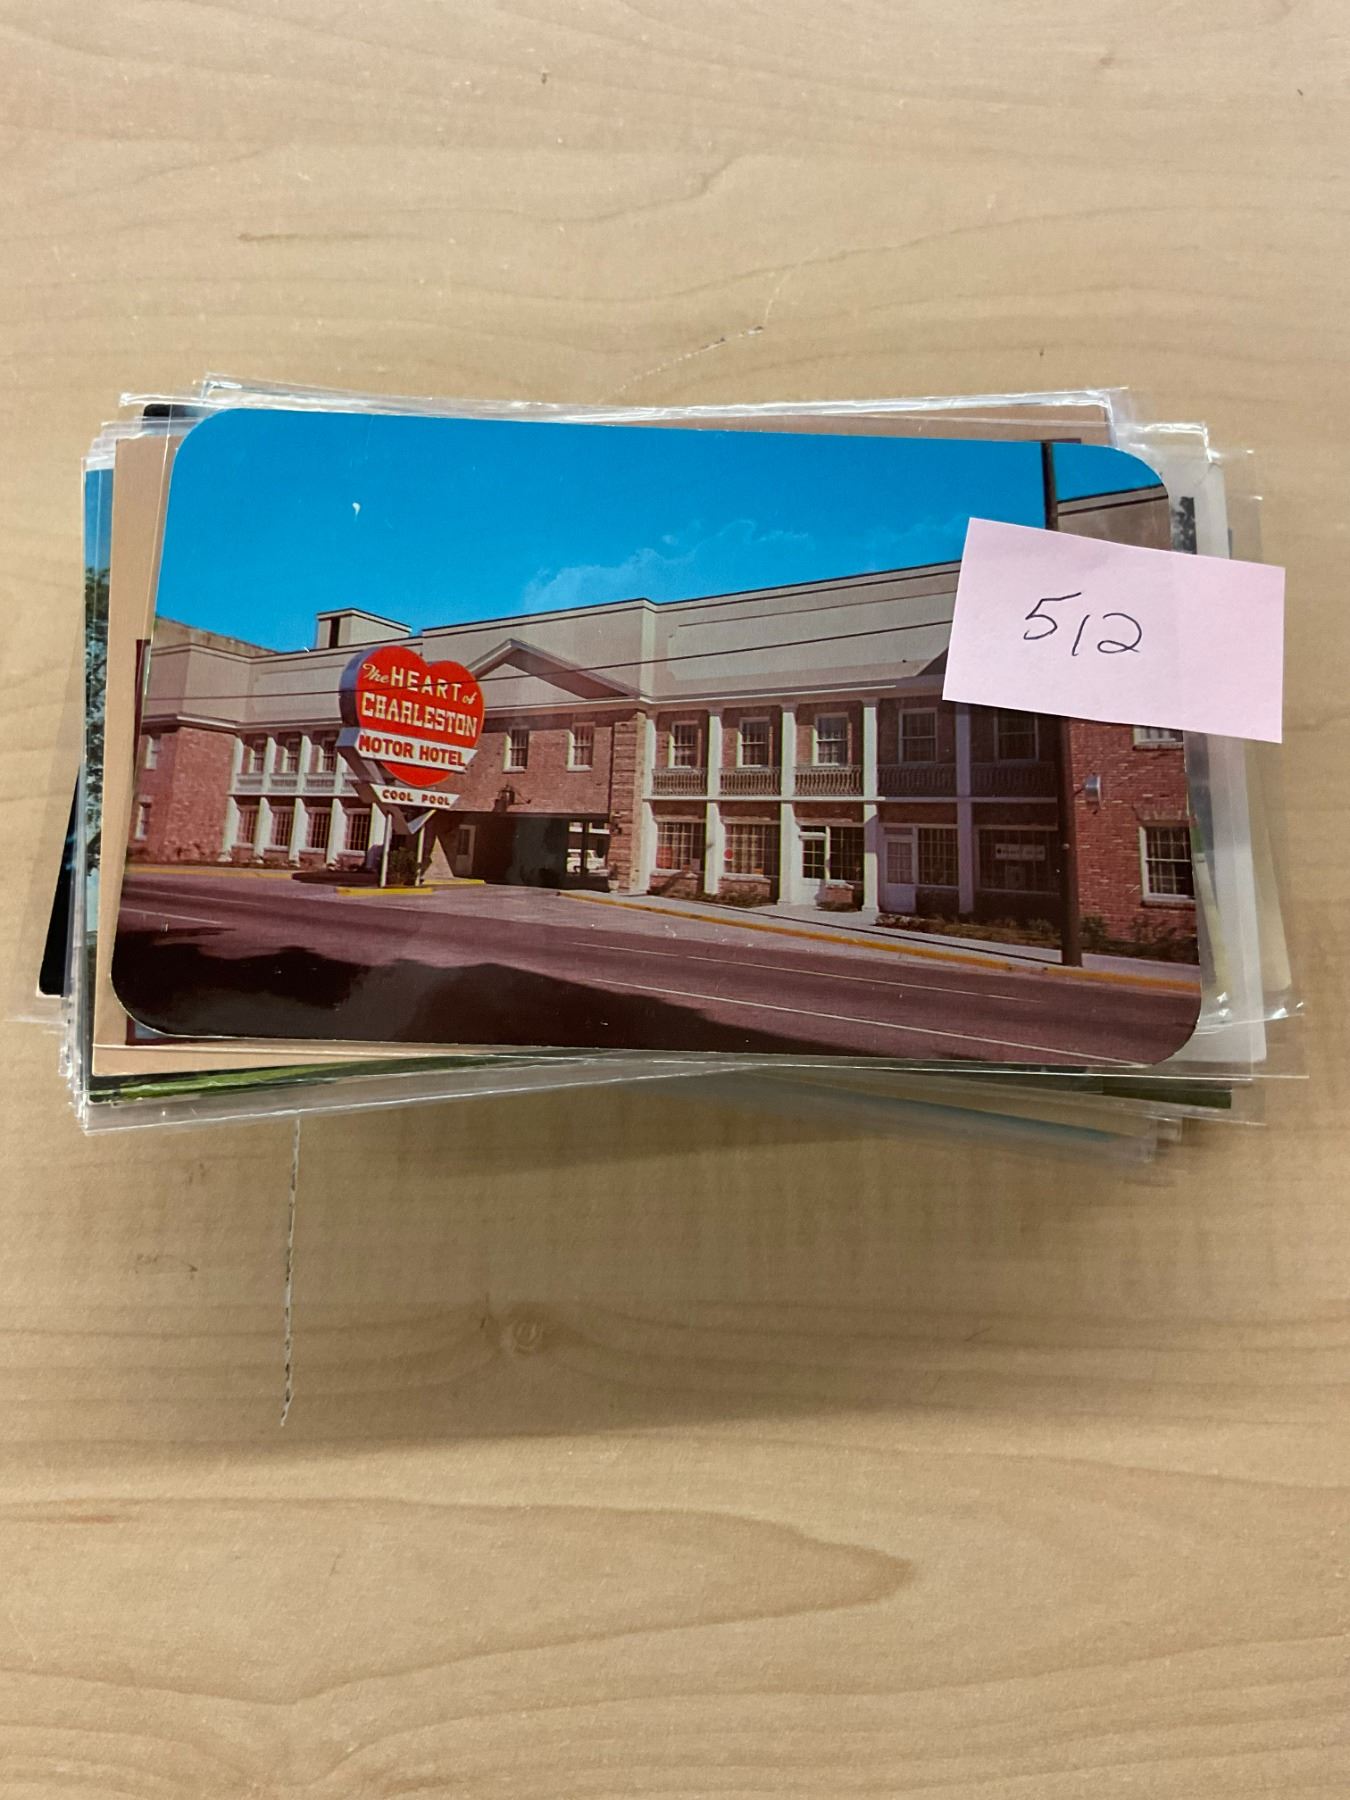 The HEART of
CHARLESTON
MOTOR HOTEL
COOL POOL
512